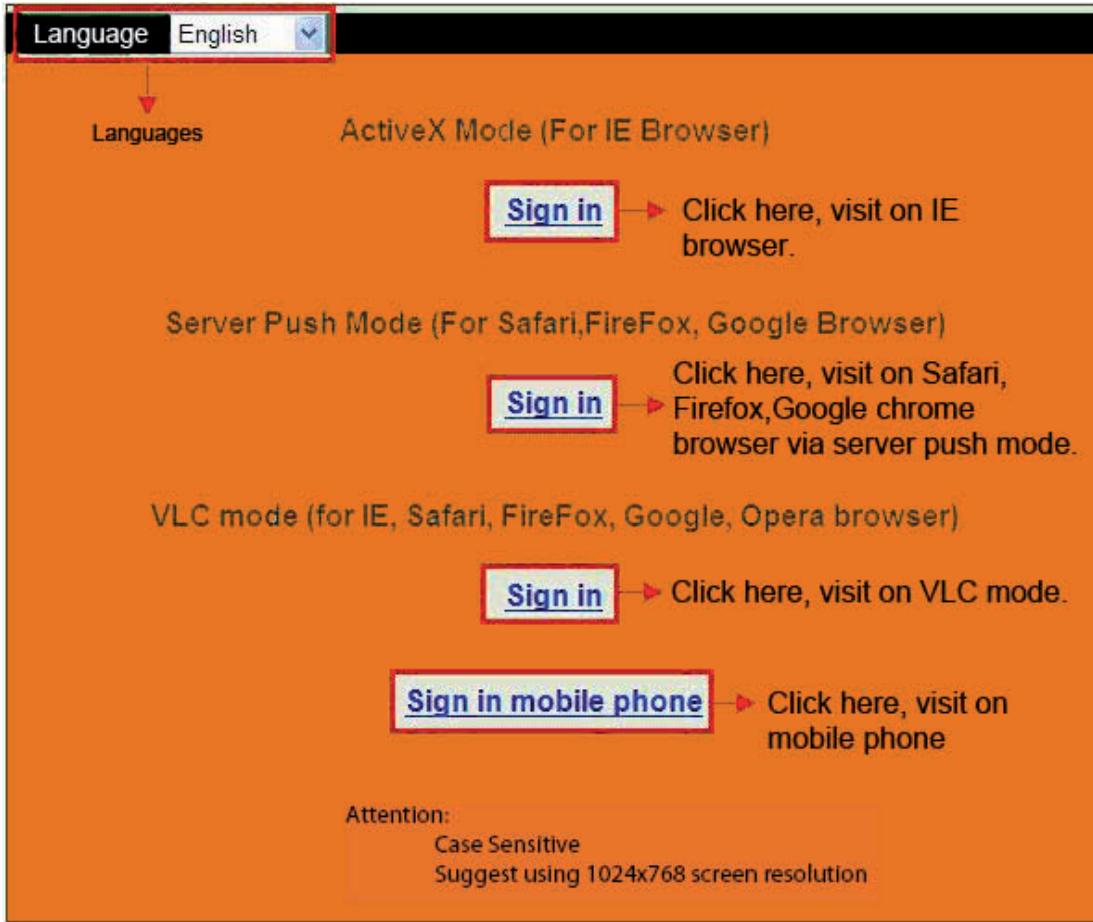 Language English
Languages
ActiveX Mode (For IE Browser)
Sign in
Click here, visit on IE
browser.
Server Push Mode (For Safari,FireFox, Google Browser)
Sign in
Click here, visit on Safari,
Firefox,Google chrome
browser via server push mode.
VLC mode (for IE, Safari, FireFox, Google, Opera browser)
Sign in
Click here, visit on VLC mode.
Sign in mobile phone
Click here, visit on
mobile phone
Attention:
Case Sensitive
Suggest using 1024x768 screen resolution